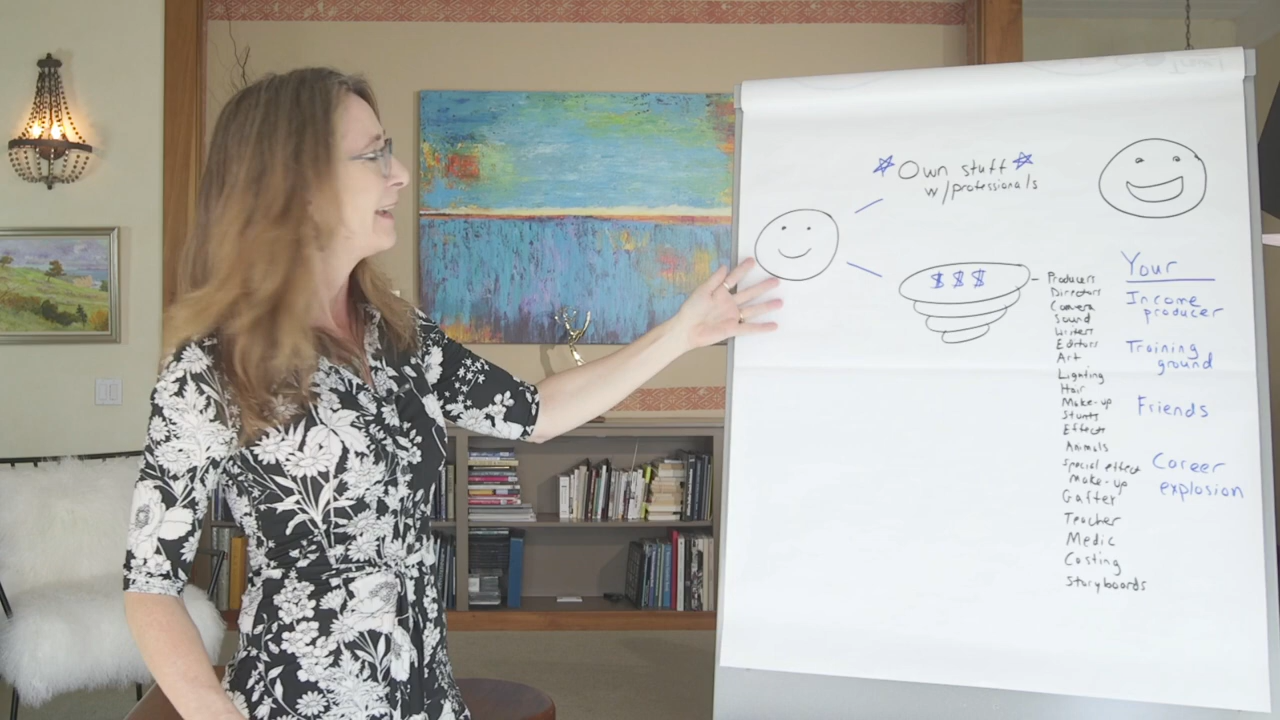 Own stuff
w/professionals
$ $ $
Producers
Directors
Camera
Sound
Writers
Editors
Art
Lighting
Hair
Make-up
Stunts
Effects
Animals
Special effect
make-up
Gaffer
Teacher
Medic
Casting
Storyboards
Your
Income
producer
Training
ground
Friends
Career
explosion